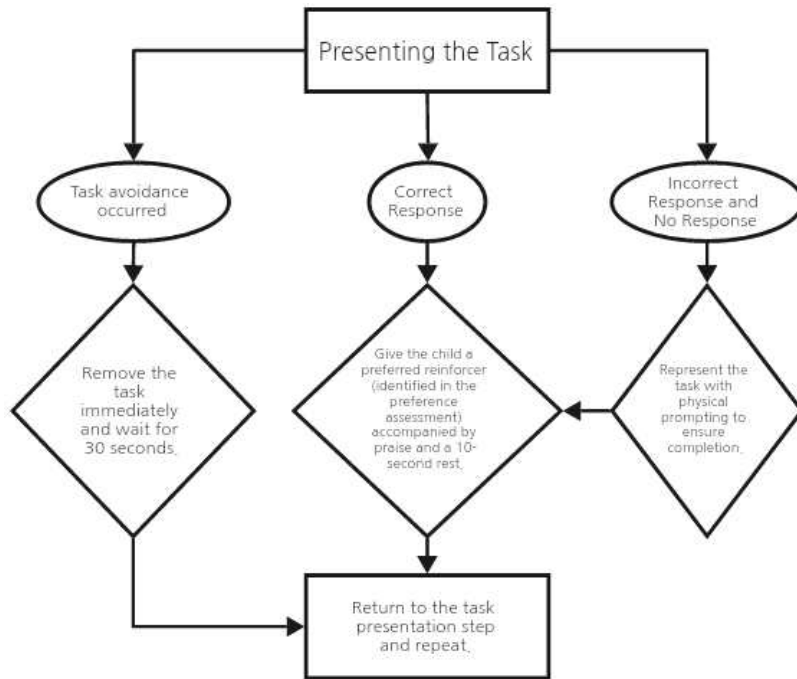 Presenting the Task
Task avoidance
occurred
Correct
Response
Incorrect
Response and
No Response
Remove the
task
immediately
and wait for
30 seconds.
Give the child a
preferred reinforcer
(identified in the
preference
assessment)
accompanied by
praise and a 10-
second rest.
Represent the
task with
physical
prompting to
ensure
completion.
Return to the task
presentation step
and repeat.